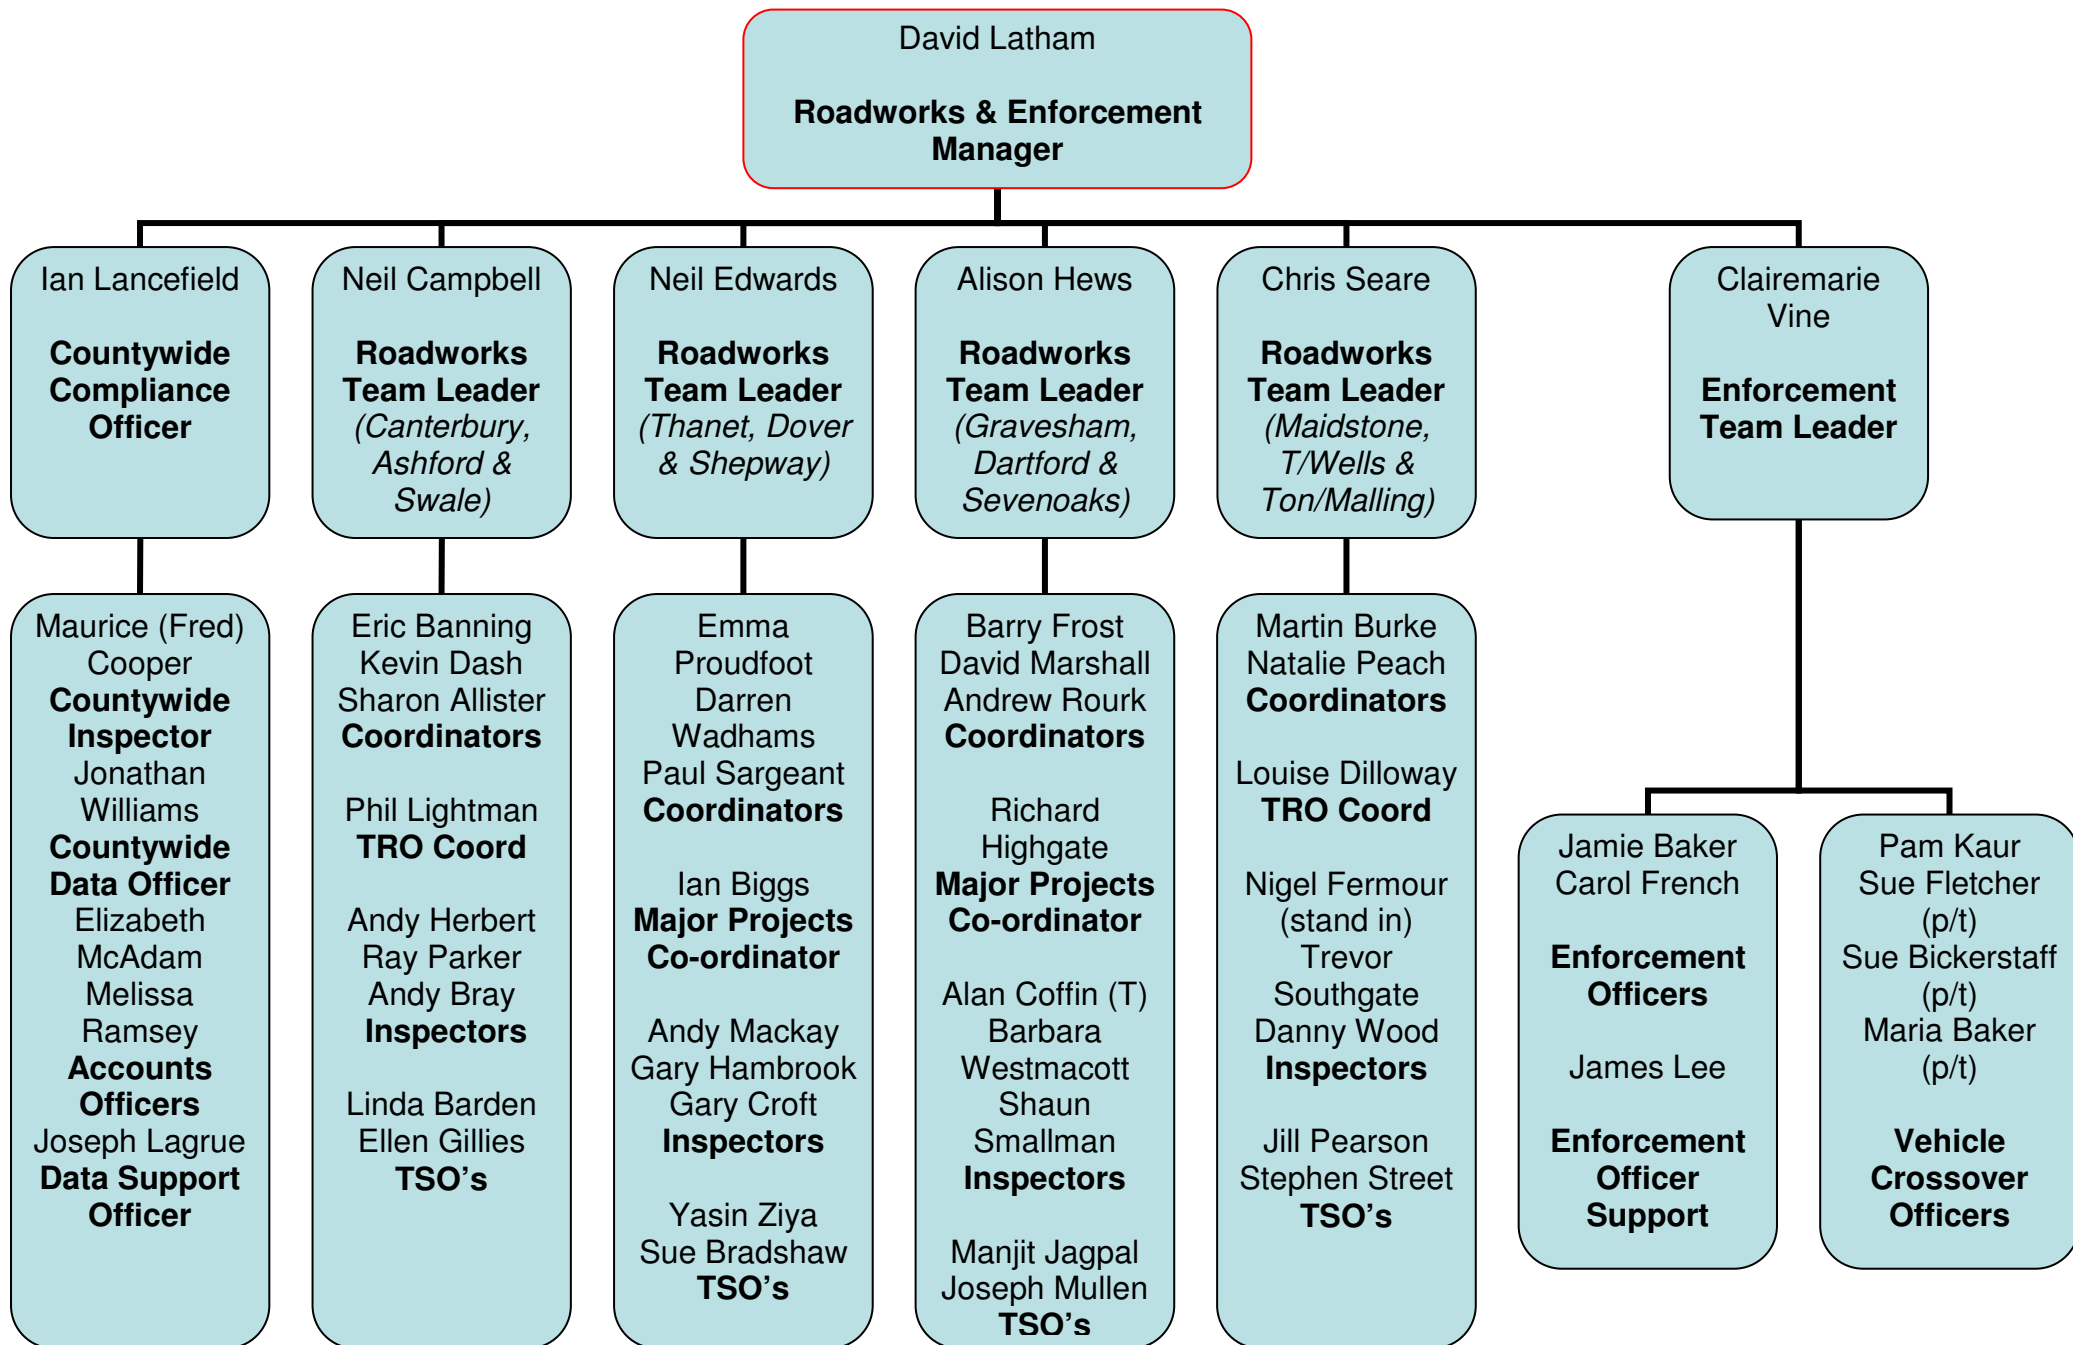 David Latham
Roadworks & Enforcement
Manager
Ian Lancefield
Countywide
Compliance
Officer
Neil Campbell
Roadworks
Team Leader
(Canterbury,
Ashford &
Swale)
Neil Edwards
Roadworks
Team Leader
(Thanet, Dover
& Shepway)
Alison Hews
Roadworks
Team Leader
(Gravesham,
Dartford &
Sevenoaks)
Chris Seare
Roadworks
Team Leader
(Maidstone,
T/Wells &
Ton/Malling)
Clairemarie
Vine
Enforcement
Team Leader
Maurice (Fred)
Cooper
Countywide
Inspector
Jonathan
Williams
Countywide
Data Officer
Elizabeth
McAdam
Melissa
Ramsey
Accounts
Officers
Joseph Lagrue
Data Support
Officer
Eric Banning
Kevin Dash
Sharon Allister
Coordinators
Phil Lightman
TRO Coord
Andy Herbert
Ray Parker
Andy Bray
Inspectors
Linda Barden
Ellen Gillies
TSO’s
Emma
Proudfoot
Darren
Wadhams
Paul Sargeant
Coordinators
Ian Biggs
Major Projects
Co-ordinator
Andy Mackay
Gary Hambrook
Gary Croft
Inspectors
Yasin Ziya
Sue Bradshaw
TSO’s
Barry Frost
David Marshall
Andrew Rourk
Coordinators
Richard
Highgate
Major Projects
Co-ordinator
Alan Coffin (T)
Barbara
Westmacott
Shaun
Smallman
Inspectors
Manjit Jagpal
Joseph Mullen
TSO’s
Martin Burke
Natalie Peach
Coordinators
Louise Dilloway
TRO Coord
Nigel Fermour
(stand in)
Trevor
Southgate
Danny Wood
Inspectors
Jill Pearson
Stephen Street
TSO’s
Jamie Baker
Carol French
Enforcement
Officers
James Lee
Enforcement
Officer
Support
Pam Kaur
Sue Fletcher
(p/t)
Sue Bickerstaff
(p/t)
Maria Baker
(p/t)
Vehicle
Crossover
Officers